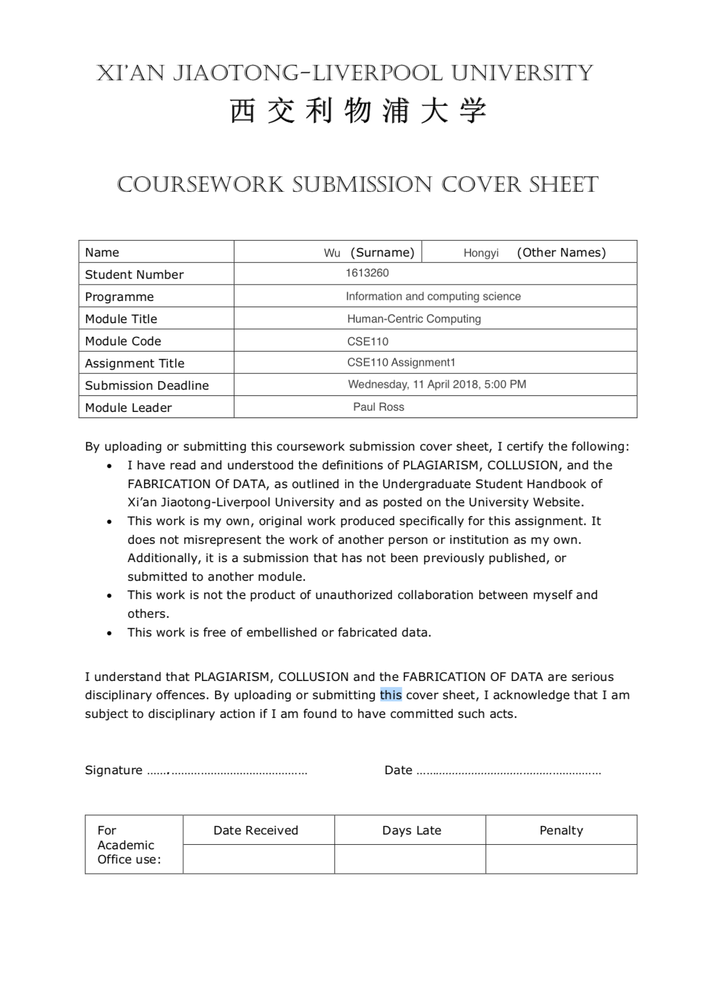 XI’AN JIAOTONG-LIVERPOOL UNIVERSITY
西交利物浦大学
COURSEWORK SUBMISSION COVER SHEET
Name Wu (Surname) Hongyi (Other Names)
Student Number 1613260
Programme Information and computing science
Module Title Human-Centric Computing
Module Code CSE110
Assignment Title CSE110 Assignment1
Submission Deadline Wednesday, 11 April 2018, 5:00 PM
Module Leader Paul Ross
By uploading or submitting this coursework submission cover sheet, I certify the following:
• I have read and understood the definitions of PLAGIARISM, COLLUSION, and the
FABRICATION Of DATA, as outlined in the Undergraduate Student Handbook of
Xi’an Jiaotong-Liverpool University and as posted on the University Website.
• This work is my own, original work produced specifically for this assignment. It
does not misrepresent the work of another person or institution as my own.
Additionally, it is a submission that has not been previously published, or
submitted to another module.
• This work is not the product of unauthorized collaboration between myself and
others.
• This work is free of embellished or fabricated data.
I understand that PLAGIARISM, COLLUSION and the FABRICATION OF DATA are serious
disciplinary offences. By uploading or submitting this cover sheet, I acknowledge that I am
subject to disciplinary action if I am found to have committed such acts.
Signature ................................................. Date .........................................................
For Date Received Days Late Penalty
Academic
Office use: